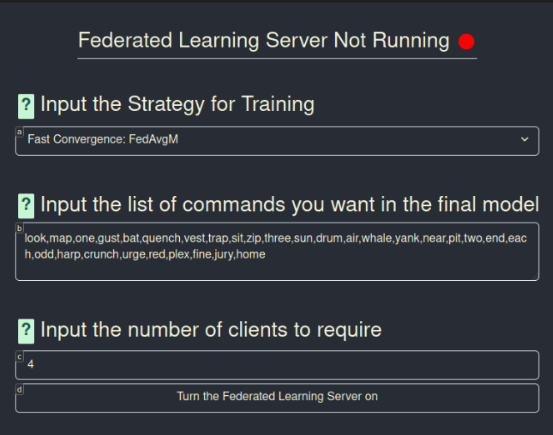 Federated Learning Server Not Running
? Input the Strategy for Training
a
Fast Convergence: FedAvgM
? Input the list of commands you want in the final model
b
look,map,one,gust,bat,quench,vest,trap,sit,zip,three,sun,drum,air,whale,yank,near,pit,two,end,eac
h,odd,harp,crunch,urge,red,plex,fine,jury,home
? Input the number of clients to require
c
4
d
Turn the Federated Learning Server on